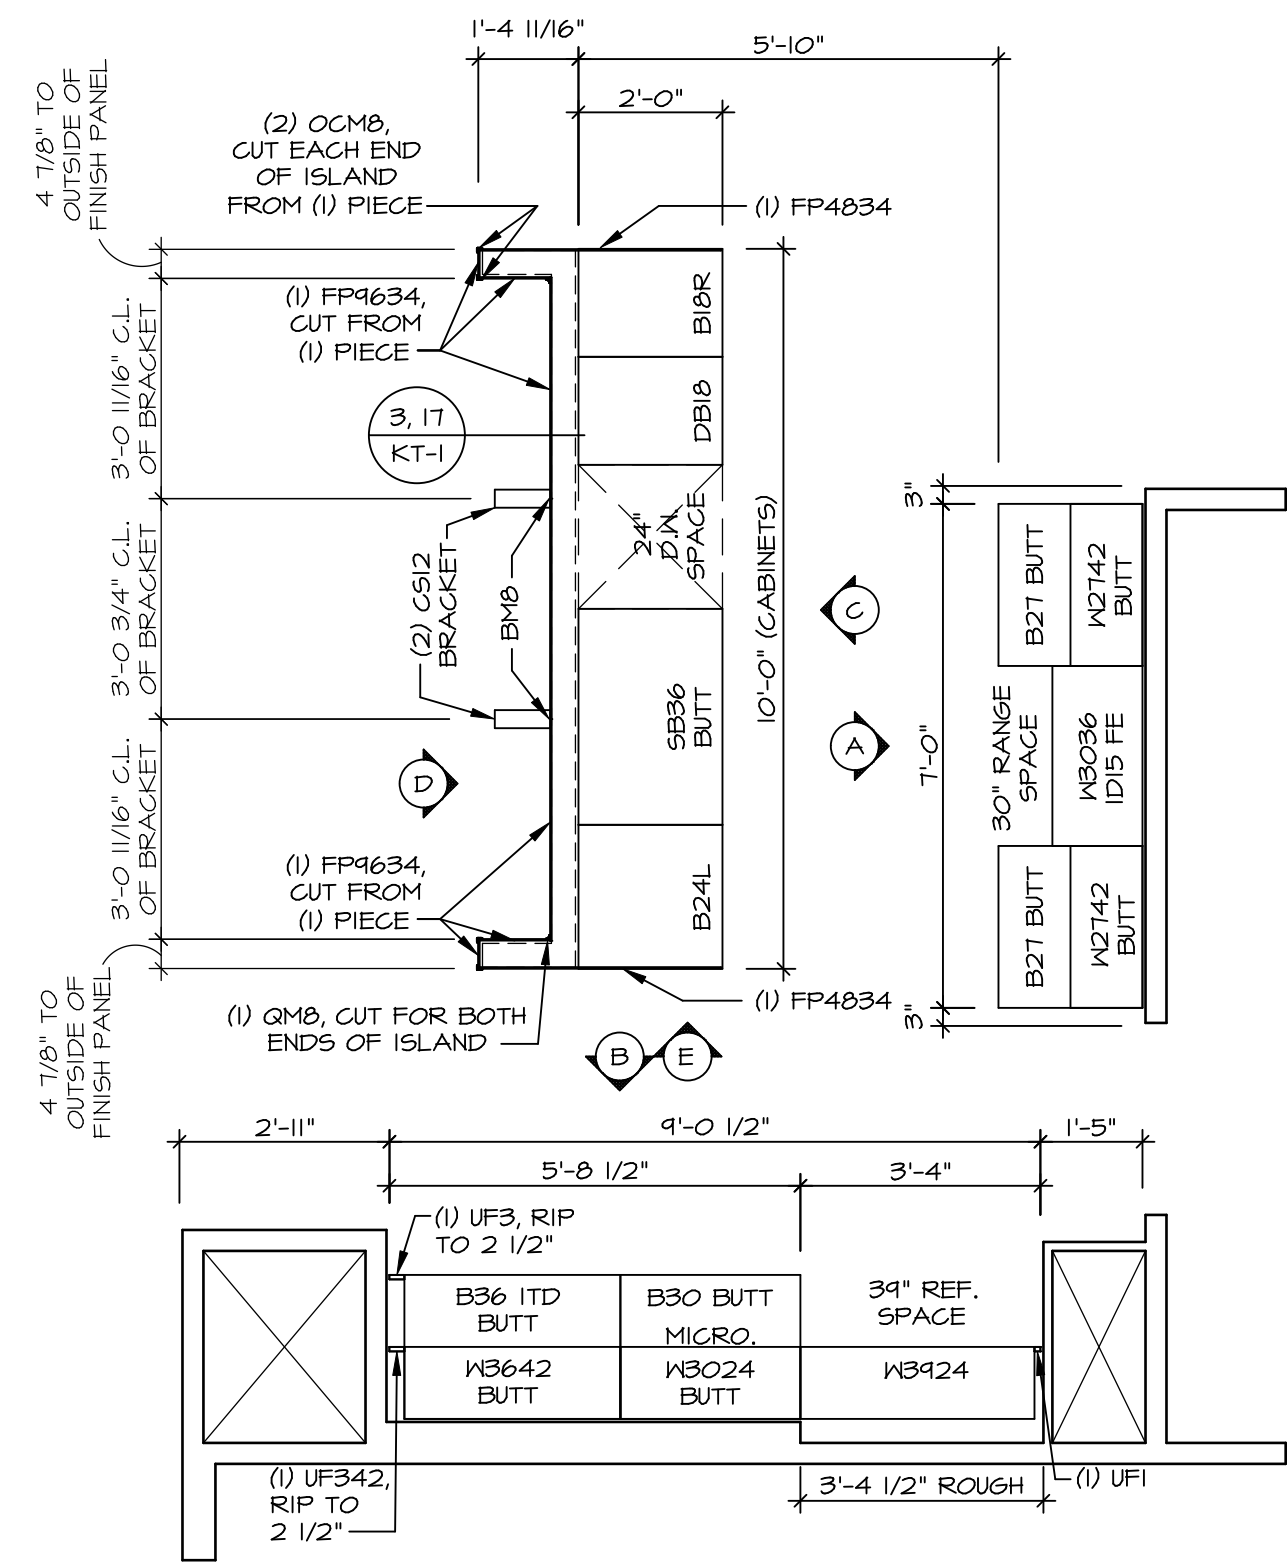 1'-4 11/16"
5'-10"
2'-0"
4 7/8" TO
OUTSIDE OF
FINISH PANEL
(2) OCM8,
CUT EACH END
OF ISLAND
FROM (1) PIECE
(1) FP4834
(1) FP9634,
CUT FROM
(1) PIECE
3'-0 11/16" C.L.
OF BRACKET
B18R
DB18
3, 17
KT-1
24"
D.W.
SPACE
3'-0 3/4" C.L.
OF BRACKET
(2) CS12
BRACKET
BM8
10'-0" (CABINETS)
SB36
BUTT
B24L
3'-0 11/16" C.L.
OF BRACKET
D
C
A
3"
7'-0"
3"
B27 BUTT
W2742
BUTT
30" RANGE
SPACE
W3036
1D15 FE
B27 BUTT
W2742
BUTT
(1) FP9634,
CUT FROM
(1) PIECE
(1) FP4834
4 7/8" TO
OUTSIDE OF
FINISH PANEL
(1) QM8, CUT FOR BOTH
ENDS OF ISLAND
B
E
2'-11"
9'-0 1/2"
1'-5"
5'-8 1/2"
3'-4"
(1) UF3, RIP
TO 2 1/2"
B36 1TD
BUTT
B30 BUTT
MICRO.
39" REF.
SPACE
W3642
BUTT
W3024
BUTT
W3924
(1) UF342,
RIP TO
2 1/2"
3'-4 1/2" ROUGH
(1) UF1